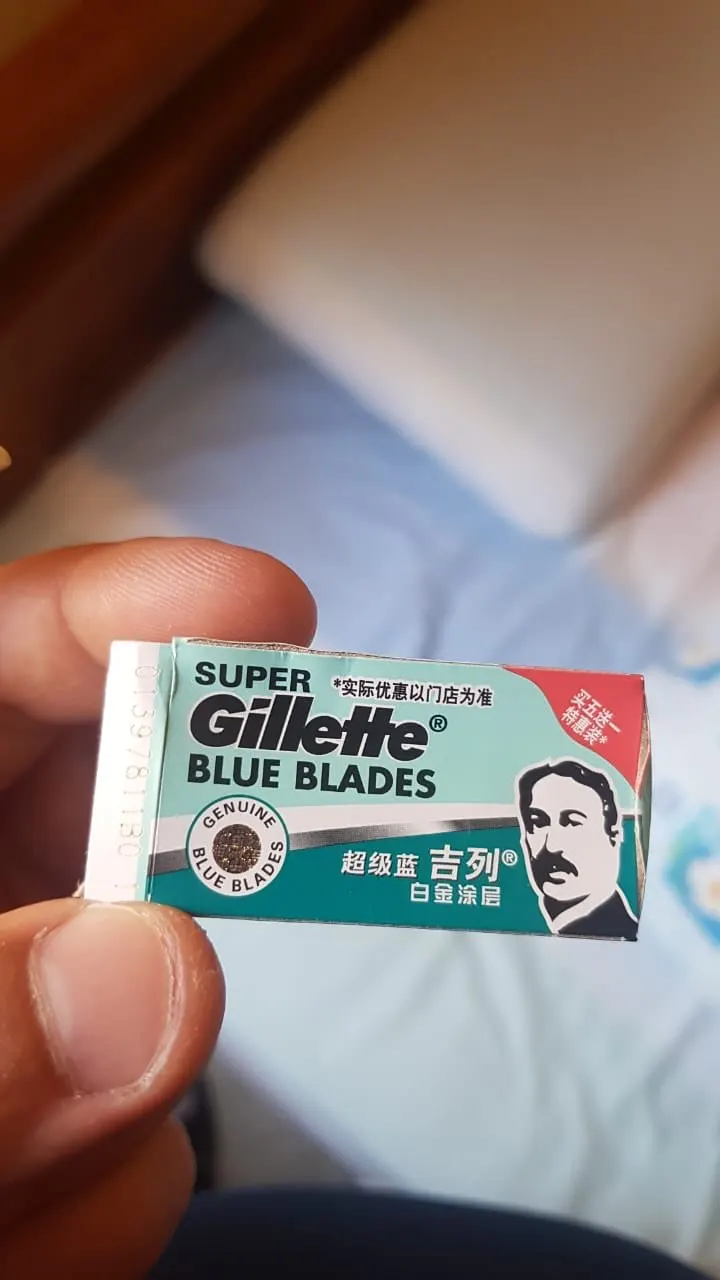 SUPER
*实际优惠以门店为准
Gillette®
BLUE BLADES
买五送一
特惠装*
GENUINE
BLUE BLADES
超级蓝 吉列®
白金涂层